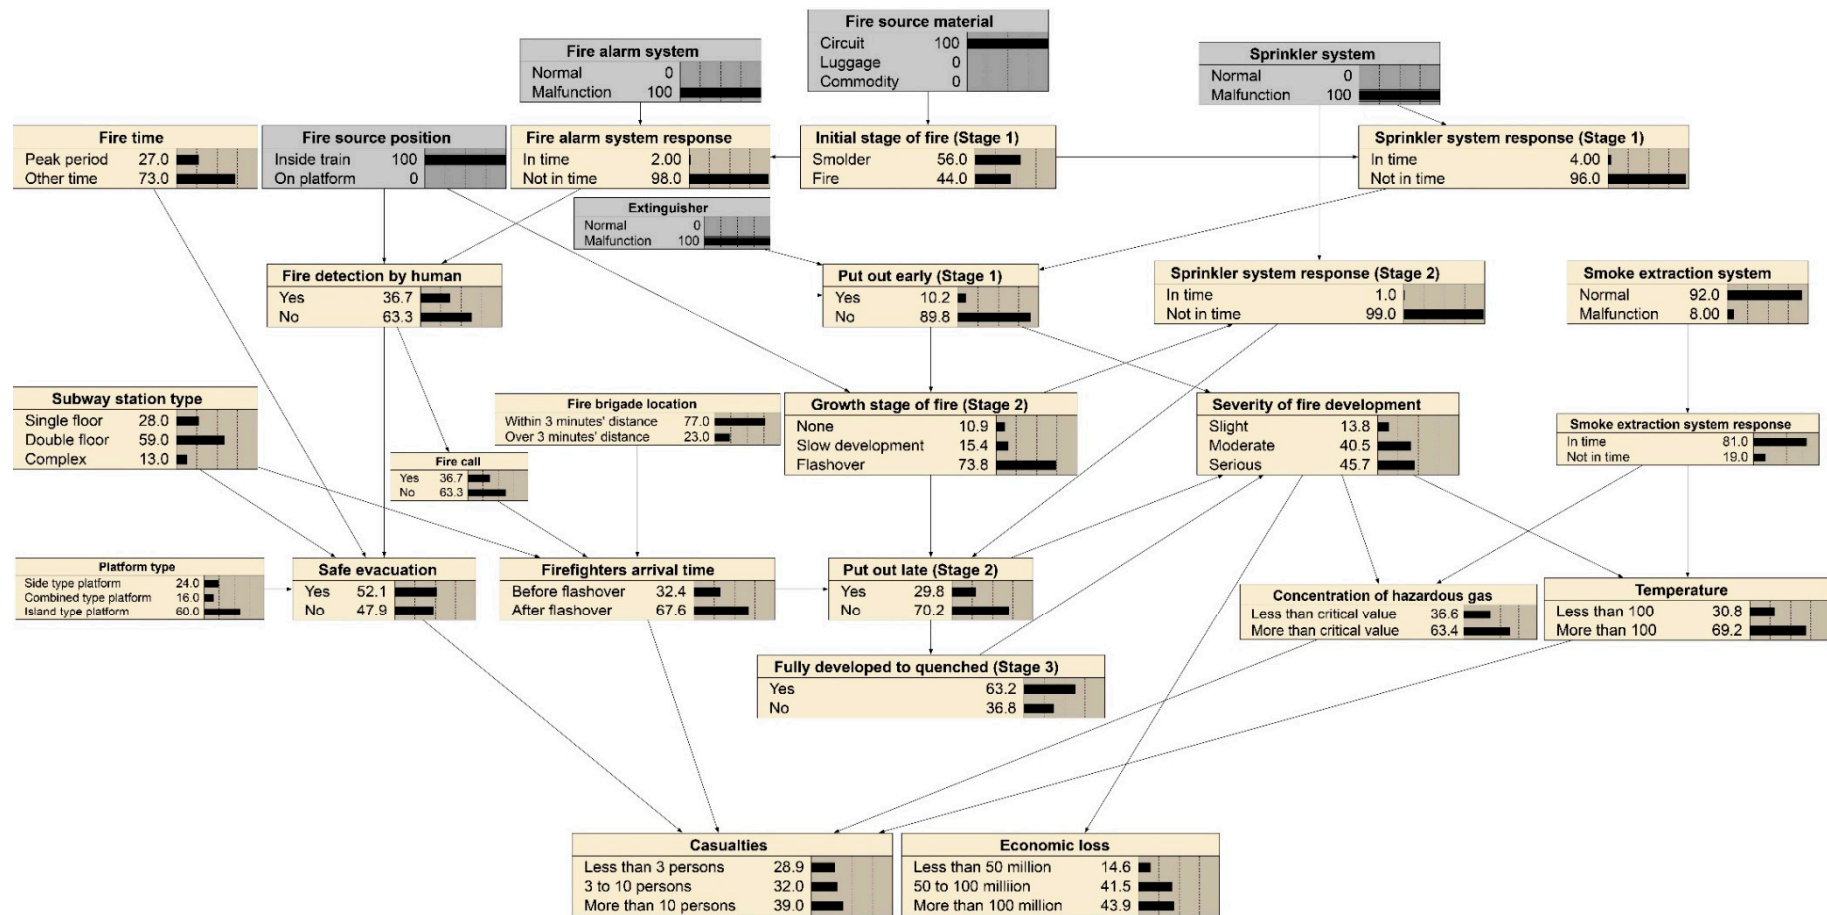 Fire source material
Circuit 100
Luggage 0
Commodity 0
Fire alarm system
Normal 0
Malfunction 100
Sprinkler system
Normal 0
Malfunction 100
Fire time
Peak period 27.0
Other time 73.0
Fire source position
Inside train 100
On platform 0
Fire alarm system response
In time 2.00
Not in time 98.0
Initial stage of fire (Stage 1)
Smolder 56.0
Fire 44.0
Sprinkler system response (Stage 1)
In time 4.00
Not in time 96.0
Extinguisher
Normal 0
Malfunction 100
Fire detection by human
Yes 36.7
No 63.3
Put out early (Stage 1)
Yes 10.2
No 89.8
Sprinkler system response (Stage 2)
In time 1.0
Not in time 99.0
Smoke extraction system
Normal 92.0
Malfunction 8.00
Subway station type
Single floor 28.0
Double floor 59.0
Complex 13.0
Fire brigade location
Within 3 minutes' distance 77.0
Over 3 minutes' distance 23.0
Growth stage of fire (Stage 2)
None 10.9
Slow development 15.4
Flashover 73.8
Severity of fire development
Slight 13.8
Moderate 40.5
Serious 45.7
Smoke extraction system response
In time 81.0
Not in time 19.0
Fire call
Yes 36.7
No 63.3
Platform type
Side type platform 24.0
Combined type platform 16.0
Island type platform 60.0
Safe evacuation
Yes 52.1
No 47.9
Firefighters arrival time
Before flashover 32.4
After flashover 67.6
Put out late (Stage 2)
Yes 29.8
No 70.2
Concentration of hazardous gas
Less than critical value 36.6
More than critical value 63.4
Temperature
Less than 100 30.8
More than 100 69.2
Fully developed to quenched (Stage 3)
Yes 63.2
No 36.8
Casualties
Less than 3 persons 28.9
3 to 10 persons 32.0
More than 10 persons 39.0
Economic loss
Less than 50 million 14.6
50 to 100 milliion 41.5
More than 100 million 43.9